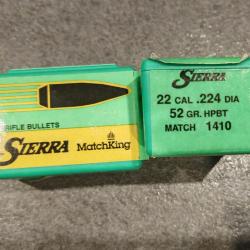 RIFLE BULLETS
SIERRA MatchKing
SIERRA
22 CAL .224 DIA
52 GR. HPBT
MATCH 1410